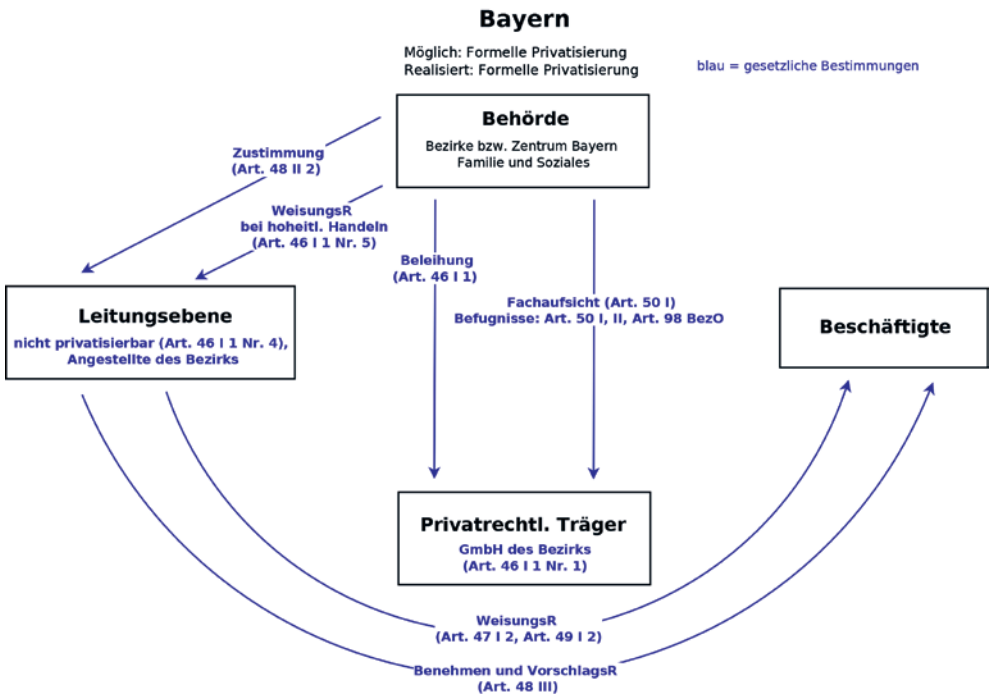 Bayern
Möglich: Formelle Privatisierung
Realisiert: Formelle Privatisierung
blau = gesetzliche Bestimmungen
Behörde
Bezirke bzw. Zentrum Bayern
Familie und Soziales
Zustimmung
(Art. 48 II 2)
WeisungsR
bei hoheitl. Handeln
(Art. 46 I 1 Nr. 5)
Beleihung
(Art. 46 I 1)
Fachaufsicht (Art. 50 I)
Befugnisse: Art. 50 I, II, Art. 98 BezO
Leitungsebene
nicht privatisierbar (Art. 46 I 1 Nr. 4),
Angestellte des Bezirks
Beschäftigte
Privatrechtl. Träger
GmbH des Bezirks
(Art. 46 I 1 Nr. 1)
WeisungsR
(Art. 47 I 2, Art. 49 I 2)
Benehmen und VorschlagsR
(Art. 48 III)